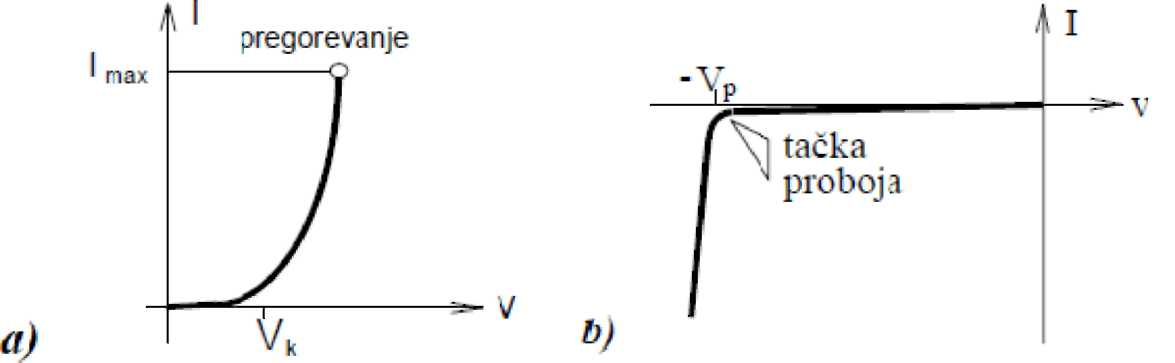 I
pregorevanje
I max
V
V k
a)
I
- V p
v
tačka
proboja
b)